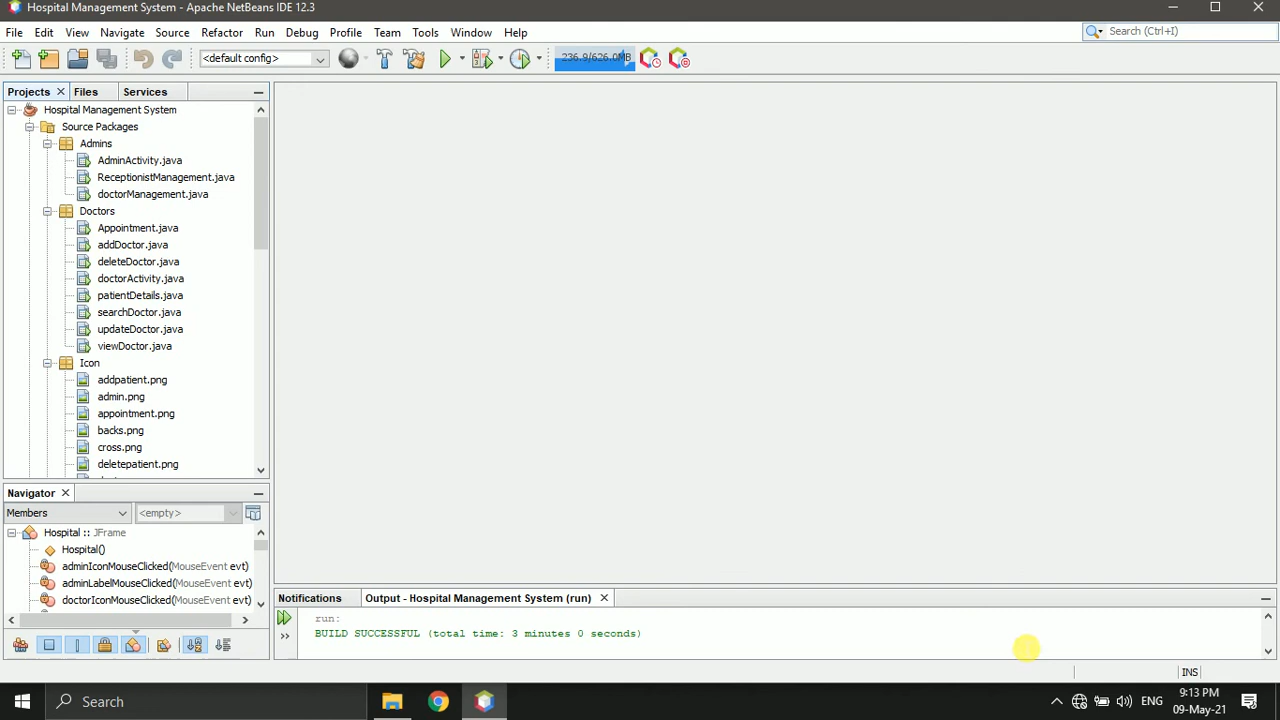 Hospital Management System - Apache NetBeans IDE 12.3
File Edit View Navigate Source Refactor Run Debug Profile Team Tools Window Help
Search (Ctrl+I)
<default config>
236.9/626.0MB
Projects Files Services
Hospital Management System
Source Packages
Admins
AdminActivity.java
ReceptionistManagement.java
doctorManagement.java
Doctors
Appointment.java
addDoctor.java
deleteDoctor.java
doctorActivity.java
patientDetails.java
searchDoctor.java
updateDoctor.java
viewDoctor.java
Icon
addpatient.png
admin.png
appointment.png
backs.png
cross.png
deletepatient.png
Navigator
Members <empty>
Hospital :: JFrame
Hospital()
adminIconMouseClicked(MouseEvent evt)
adminLabelMouseClicked(MouseEvent evt)
doctorIconMouseClicked(MouseEvent evt)
Notifications Output - Hospital Management System (run)
run:
BUILD SUCCESSFUL (total time: 3 minutes 0 seconds)
INS
Search
ENG
9:13 PM
09-May-21